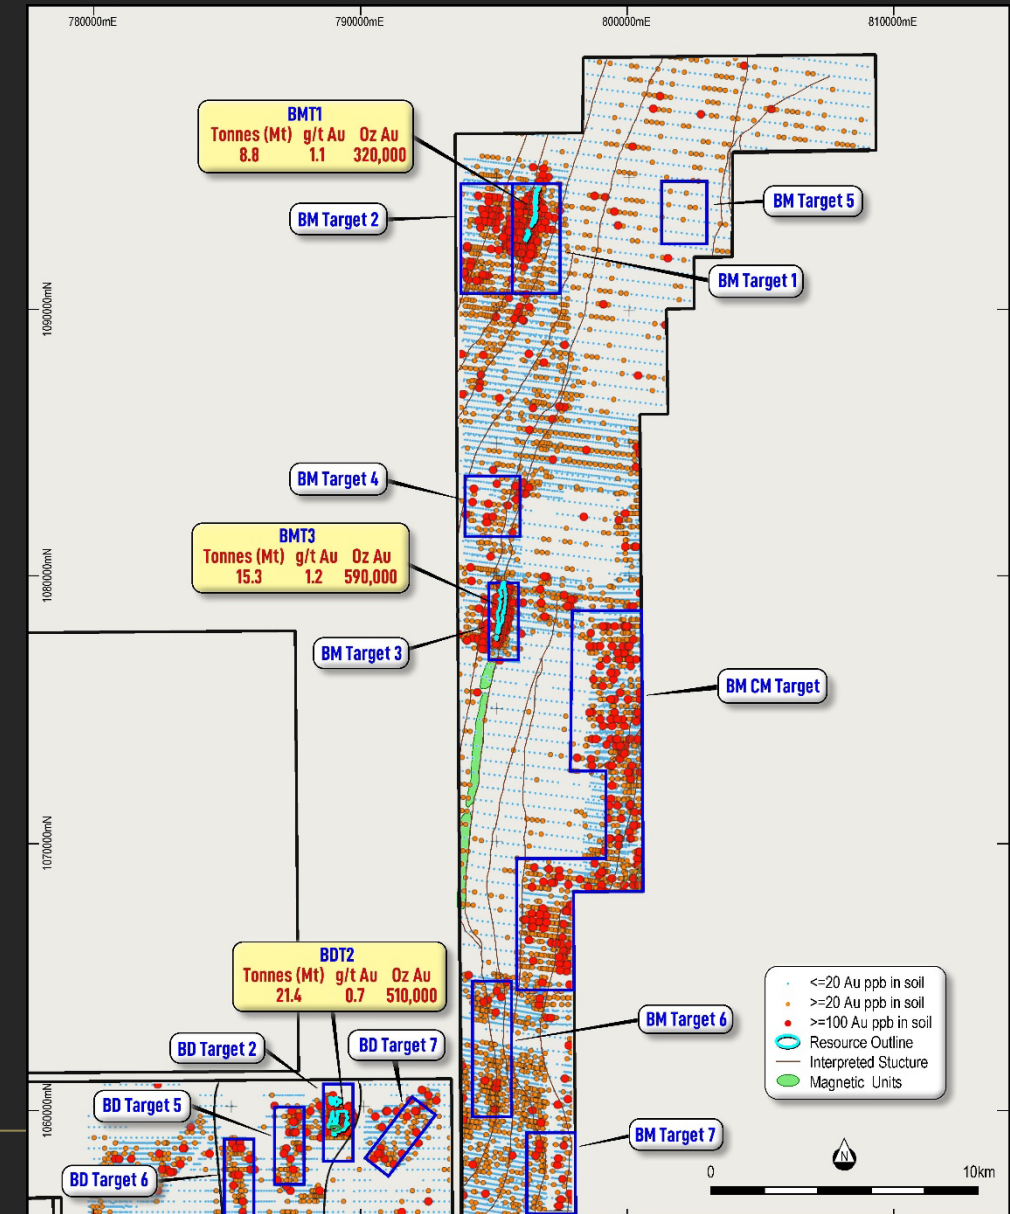 780000mE
790000mE
800000mE
810000mE
BMT1
Tonnes (Mt) g/t Au Oz Au
8.8 1.1 320,000
BM Target 2
BM Target 5
BM Target 1
1090000mN
BM Target 4
BMT3
Tonnes (Mt) g/t Au Oz Au
15.3 1.2 590,000
1080000mN
BM Target 3
BM CM Target
1070000mN
BDT2
Tonnes (Mt) g/t Au Oz Au
21.4 0.7 510,000
<=20 Au ppb in soil
>=20 Au ppb in soil
>=100 Au ppb in soil
Resource Outline
Interpreted Stucture
Magnetic Units
BM Target 6
BD Target 2
BD Target 7
BD Target 5
1060000mN
BM Target 7
BD Target 6
N
0 10km